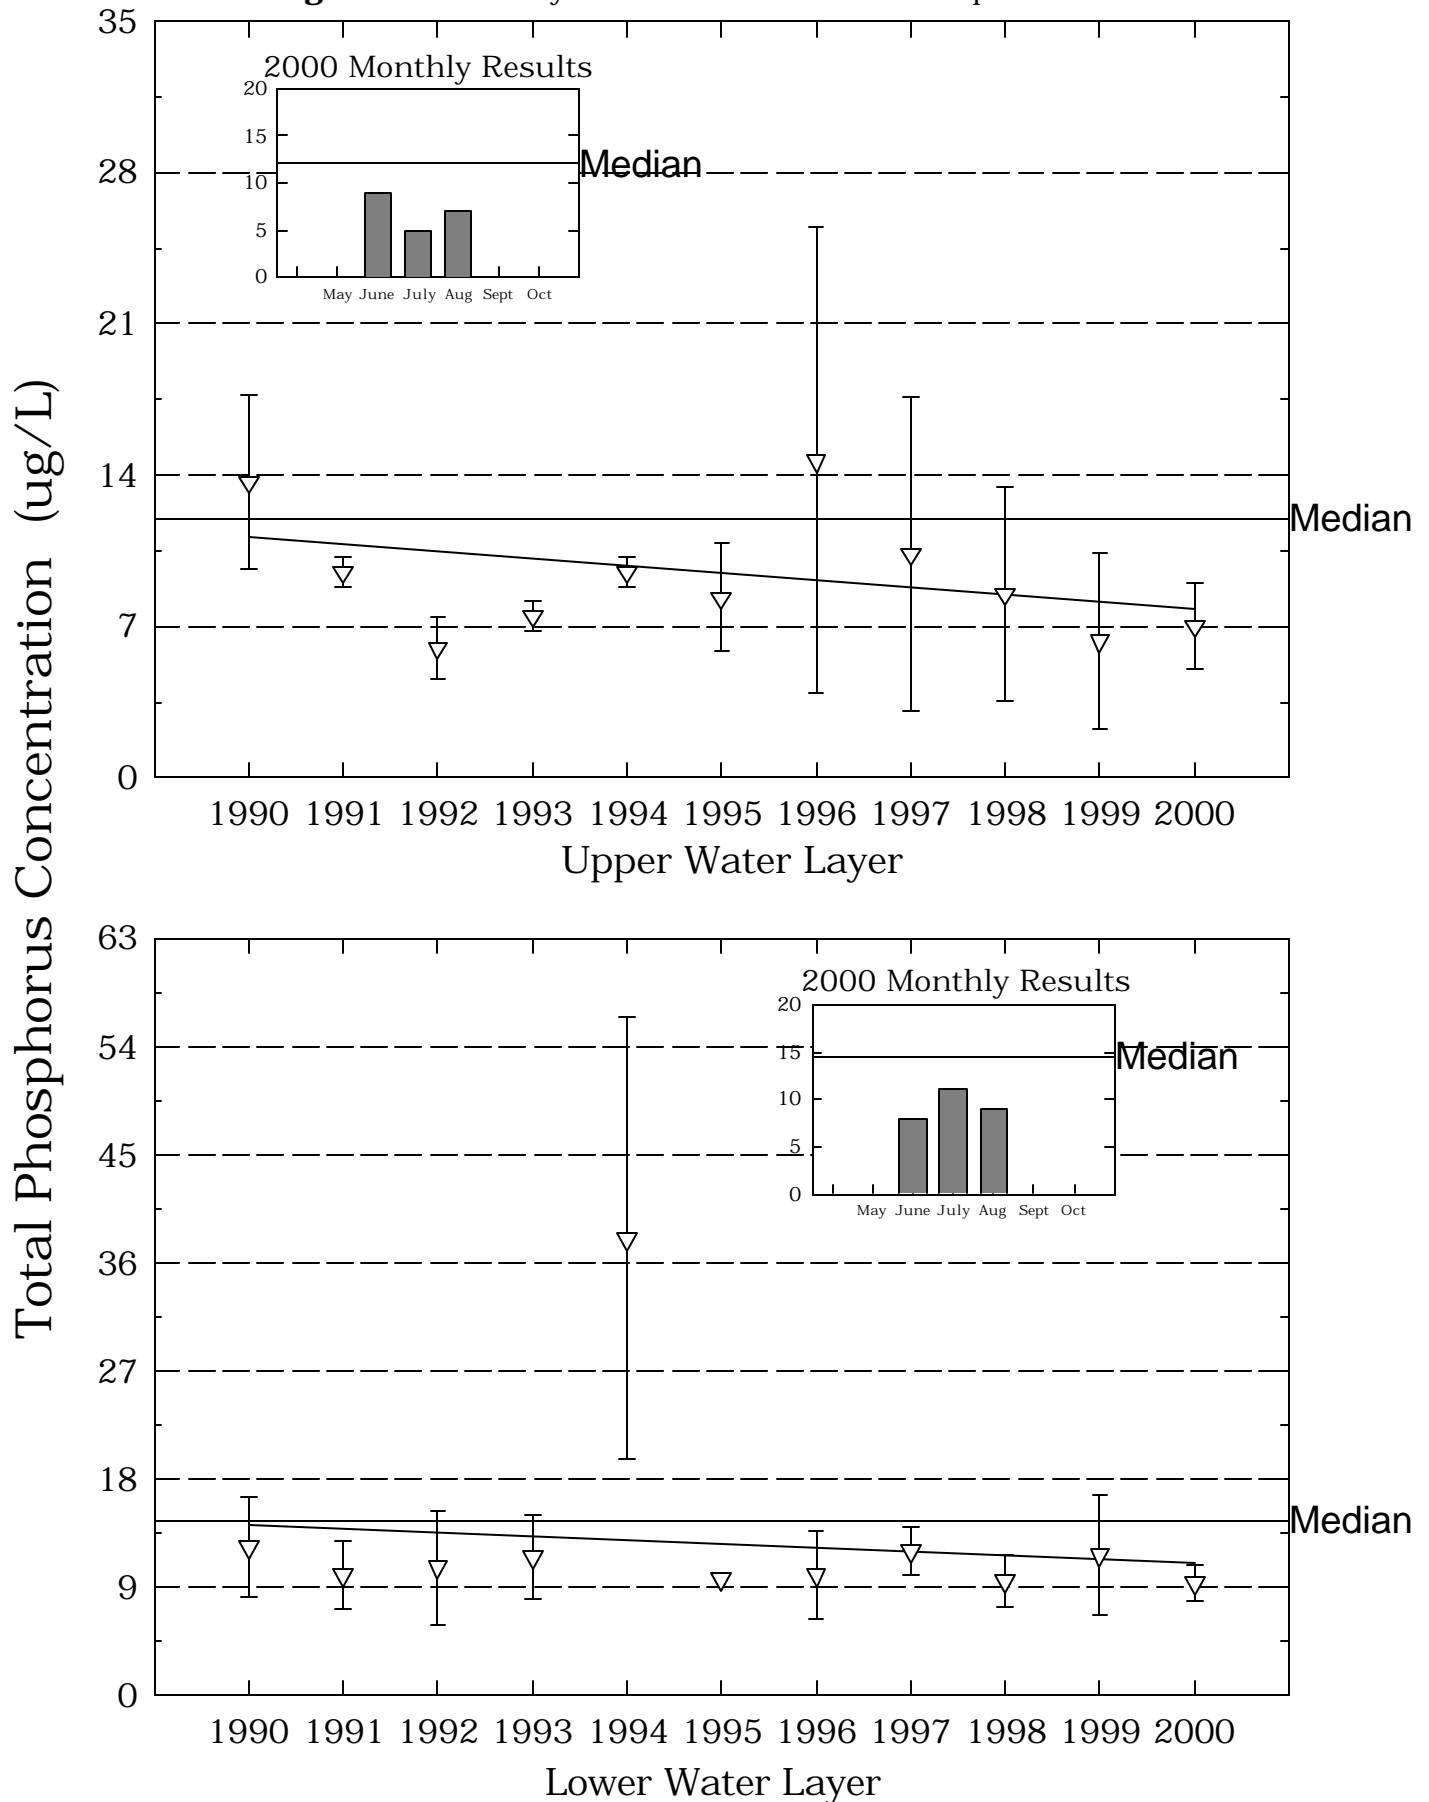 35
2000 Monthly Results
20
15
Median
28
10
5
0
May June July Aug Sept Oct
21
14
Median
7
0
1990 1991 1992 1993 1994 1995 1996 1997 1998 1999 2000
Upper Water Layer
Total Phosphorus Concentration (ug/L)
63
2000 Monthly Results
20
54
15
Median
10
45
5
0
May June July Aug Sept Oct
36
27
18
Median
9
0
1990 1991 1992 1993 1994 1995 1996 1997 1998 1999 2000
Lower Water Layer